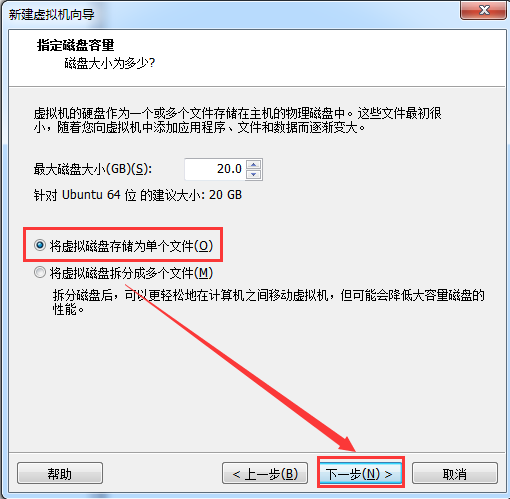 新建虚拟机向导
指定磁盘容量
磁盘大小为多少?
虚拟机的硬盘作为一个或多个文件存储在主机的物理磁盘中。这些文件最初很
小，随着您向虚拟机中添加应用程序、文件和数据而逐渐变大。
最大磁盘大小(GB)(S): 20.0
针对 Ubuntu 64 位 的建议大小: 20 GB
将虚拟磁盘存储为单个文件(O)
将虚拟磁盘拆分成多个文件(M)
拆分磁盘后，可以更轻松地在计算机之间移动虚拟机，但可能会降低大容量磁盘的
性能。
帮助 < 上一步(B) 下一步(N) > 取消